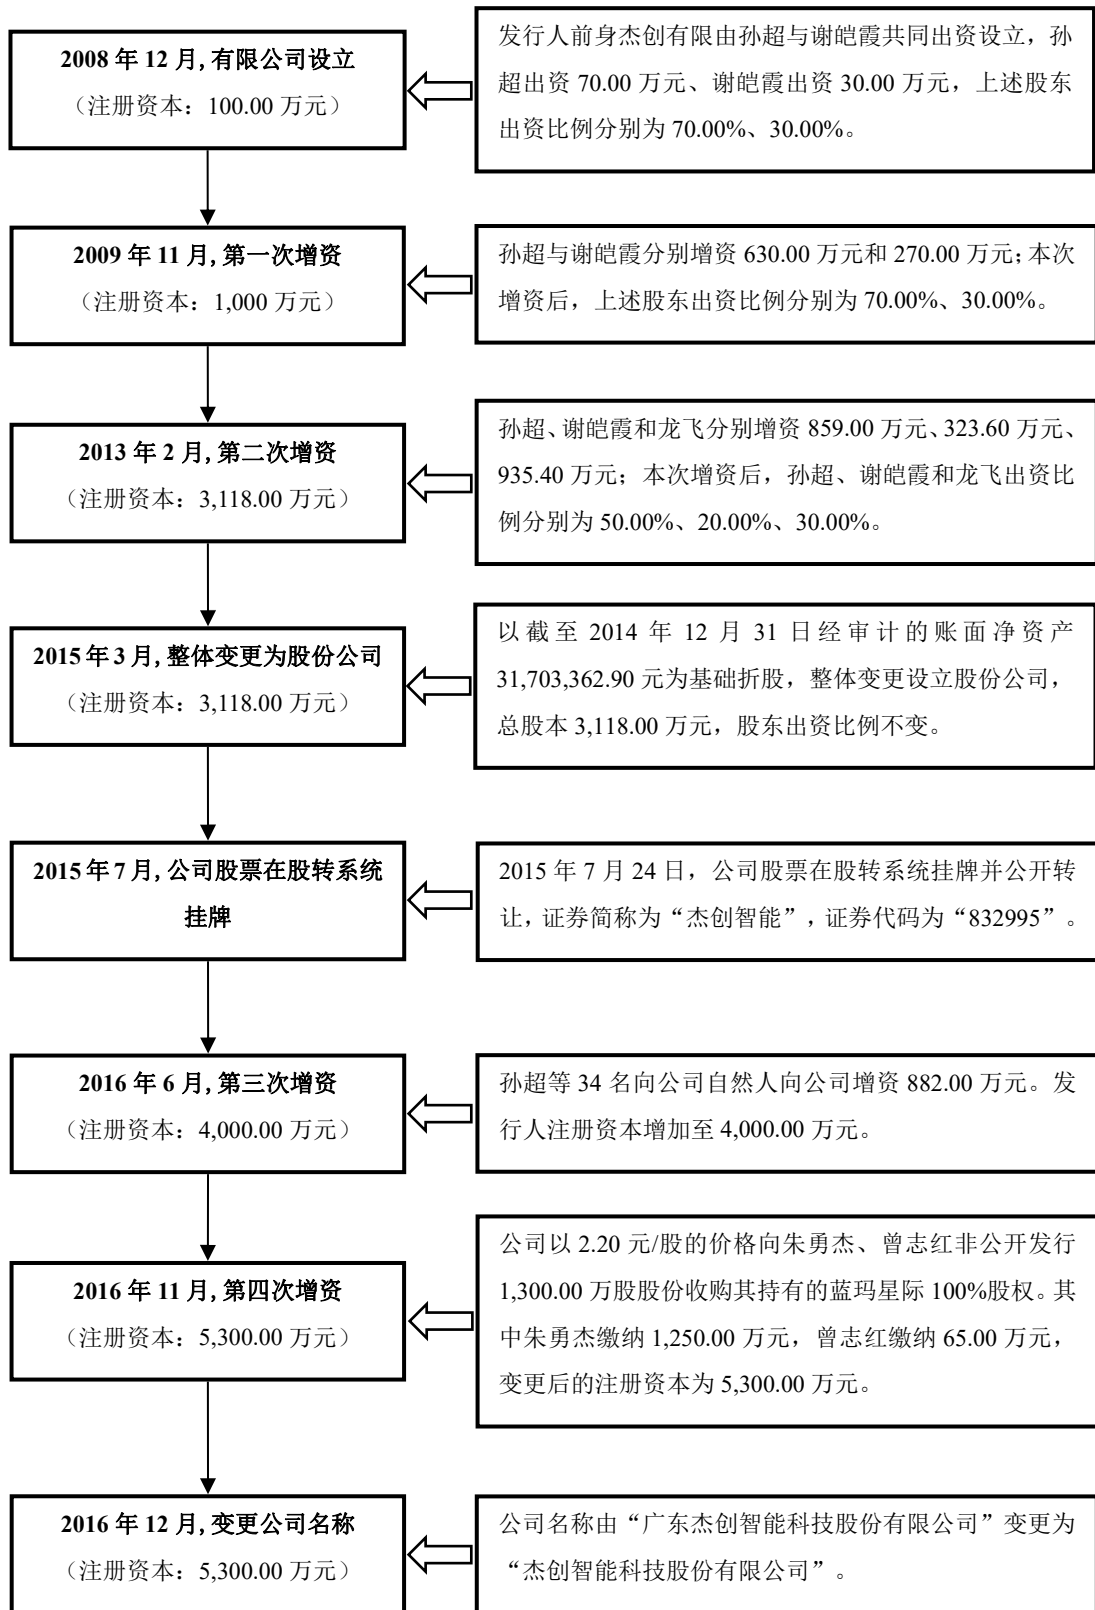 2008 年 12 月,有限公司设立
（注册资本：100.00 万元）
发行人前身杰创有限由孙超与谢皑霞共同出资设立，孙
超出资 70.00 万元、谢皑霞出资 30.00 万元，上述股东
出资比例分别为 70.00%、30.00%。
2009 年 11 月,第一次增资
（注册资本：1,000 万元）
孙超与谢皑霞分别增资 630.00 万元和 270.00 万元；本次
增资后，上述股东出资比例分别为 70.00%、30.00%。
2013 年 2 月,第二次增资
（注册资本：3,118.00 万元）
孙超、谢皑霞和龙飞分别增资 859.00 万元、323.60 万元、
935.40 万元；本次增资后，孙超、谢皑霞和龙飞出资比
例分别为 50.00%、20.00%、30.00%。
2015 年 3 月,整体变更为股份公司
（注册资本：3,118.00 万元）
以截至 2014 年 12 月 31 日经审计的账面净资产
31,703,362.90 元为基础折股，整体变更设立股份公司，
总股本 3,118.00 万元，股东出资比例不变。
2015 年 7 月,公司股票在股转系统
挂牌
2015 年 7 月 24 日，公司股票在股转系统挂牌并公开转
让，证券简称为“杰创智能”，证券代码为“832995”。
2016 年 6 月,第三次增资
（注册资本：4,000.00 万元）
孙超等 34 名向公司自然人向公司增资 882.00 万元。发
行人注册资本增加至 4,000.00 万元。
2016 年 11 月,第四次增资
（注册资本：5,300.00 万元）
公司以 2.20 元/股的价格向朱勇杰、曾志红非公开发行
1,300.00 万股股份收购其持有的蓝玛星际 100%股权。其
中朱勇杰缴纳 1,250.00 万元，曾志红缴纳 65.00 万元，
变更后的注册资本为 5,300.00 万元。
2016 年 12 月,变更公司名称
（注册资本：5,300.00 万元）
公司名称由“广东杰创智能科技股份有限公司”变更为
“杰创智能科技股份有限公司”。